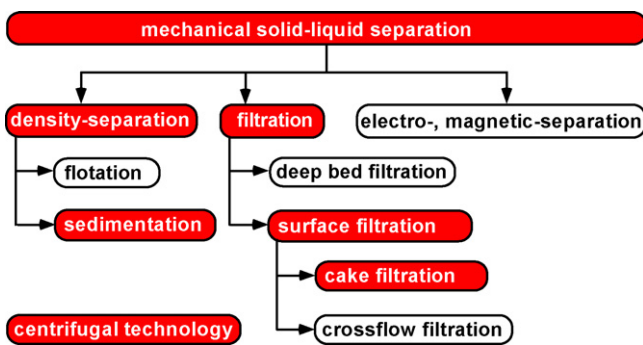 mechanical solid-liquid separation
density-separation
filtration
electro-, magnetic-separation
flotation
deep bed filtration
sedimentation
surface filtration
cake filtration
centrifugal technology
crossflow filtration